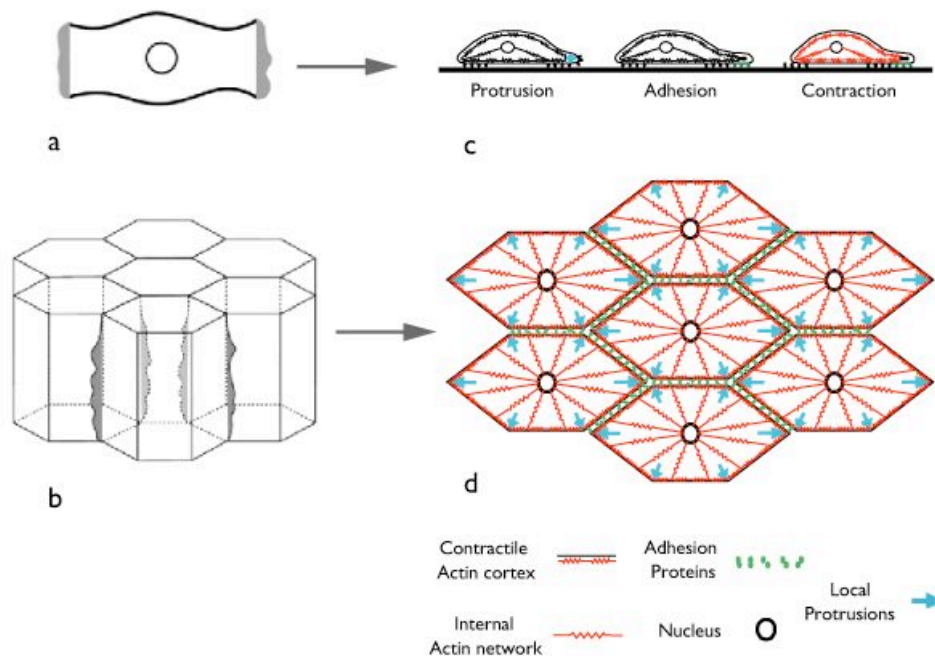 Protrusion Adhesion Contraction
a
c
b
d
Contractile
Actin cortex
Adhesion
Proteins
Local
Protrusions
Internal
Actin network
Nucleus